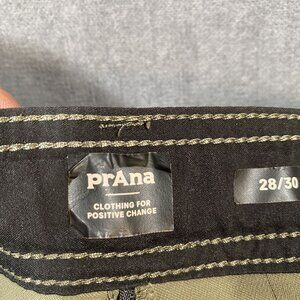 prAna
CLOTHING FOR
POSITIVE CHANGE
28/30